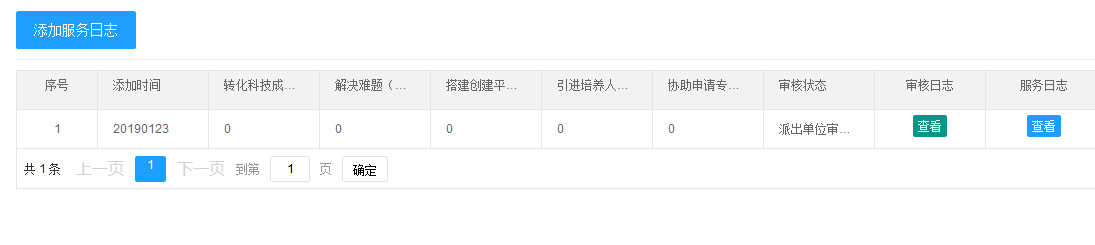 添加服务日志
序号 添加时间 转化科技成... 解决难题（... 搭建创建平... 引进培养人... 协助申请专... 审核状态 审核日志 服务日志
1 20190123 0 0 0 0 0 派出单位审... 查看 查看
共 1 条 上一页 1 下一页 到第 1 页 确定